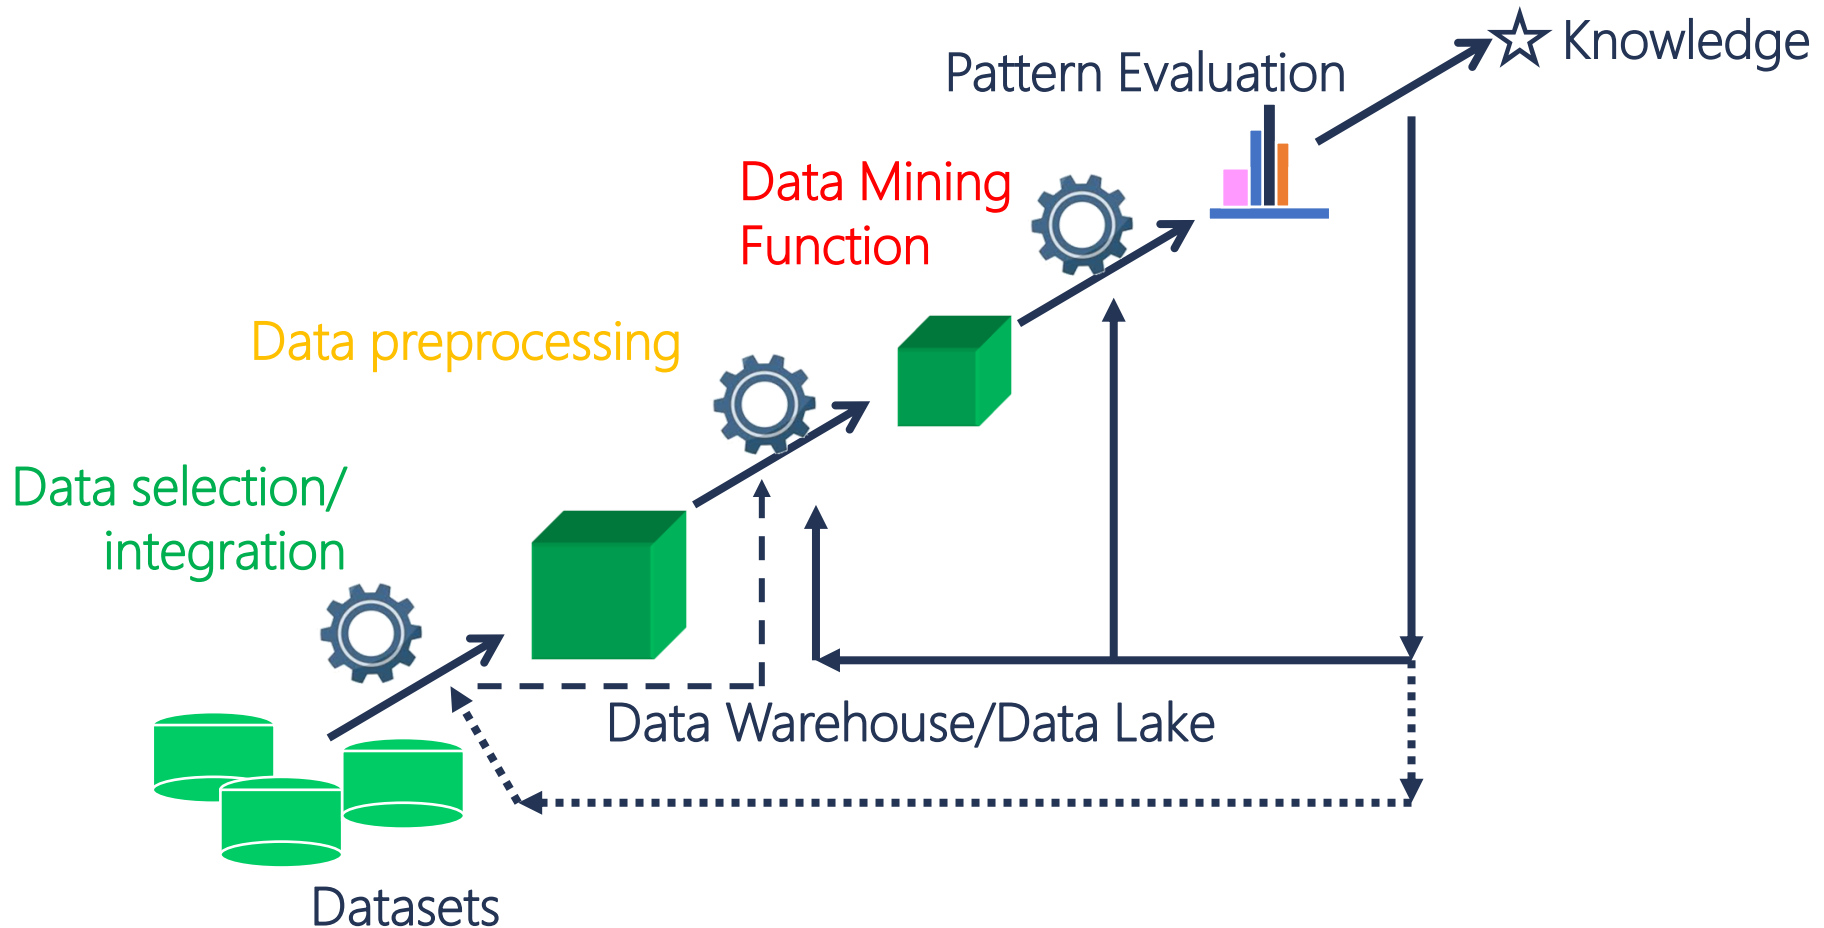 Knowledge
Pattern Evaluation
Data Mining
Function
Data preprocessing
Data selection/
integration
Data Warehouse/Data Lake
Datasets